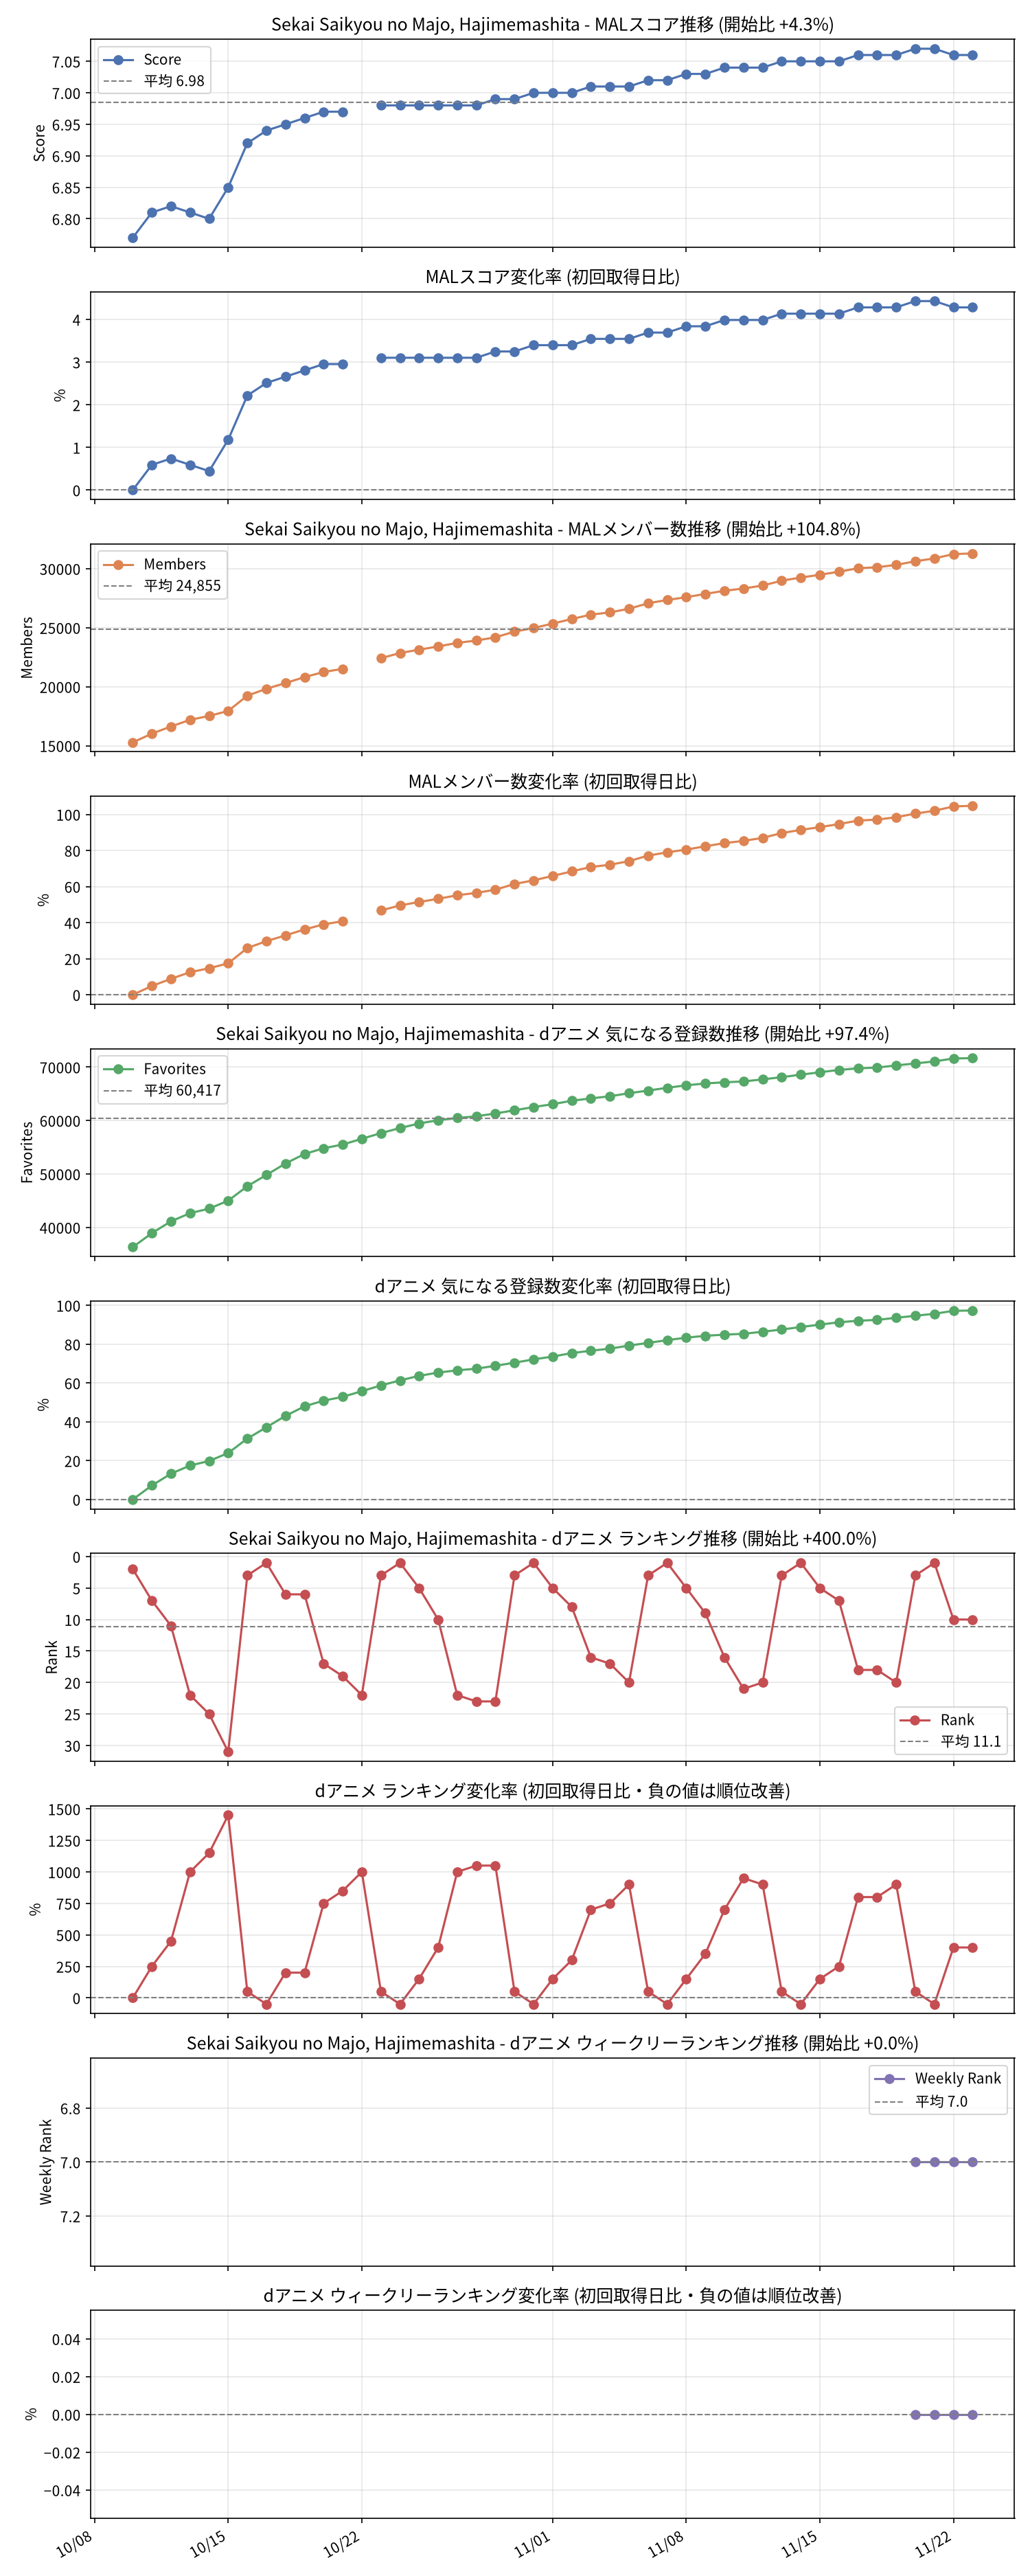 Sekai Saikyou no Majo, Hajimemashita - MALスコア推移 (開始比 +4.3%)
Score
平均 6.98
7.05
7.00
6.95
6.90
6.85
6.80
Score
MALスコア変化率 (初回取得日比)
4
3
2
1
0
%
Sekai Saikyou no Majo, Hajimemashita - MALメンバー数推移 (開始比 +104.8%)
Members
平均 24,855
30000
25000
20000
15000
Members
MALメンバー数変化率 (初回取得日比)
100
80
60
40
20
0
%
Sekai Saikyou no Majo, Hajimemashita - dアニメ 気になる登録数推移 (開始比 +97.4%)
Favorites
平均 60,417
70000
60000
50000
40000
Favorites
dアニメ 気になる登録数変化率 (初回取得日比)
100
80
60
40
20
0
%
Sekai Saikyou no Majo, Hajimemashita - dアニメ ランキング推移 (開始比 +400.0%)
0
5
10
15
20
25
30
Rank
Rank
平均 11.1
dアニメ ランキング変化率 (初回取得日比・負の値は順位改善)
1500
1250
1000
750
500
250
0
%
Sekai Saikyou no Majo, Hajimemashita - dアニメ ウィークリーランキング推移 (開始比 +0.0%)
Weekly Rank
平均 7.0
6.8
7.0
7.2
Weekly Rank
dアニメ ウィークリーランキング変化率 (初回取得日比・負の値は順位改善)
0.04
0.02
0.00
−0.02
−0.04
%
10/08
10/15
10/22
11/01
11/08
11/15
11/22